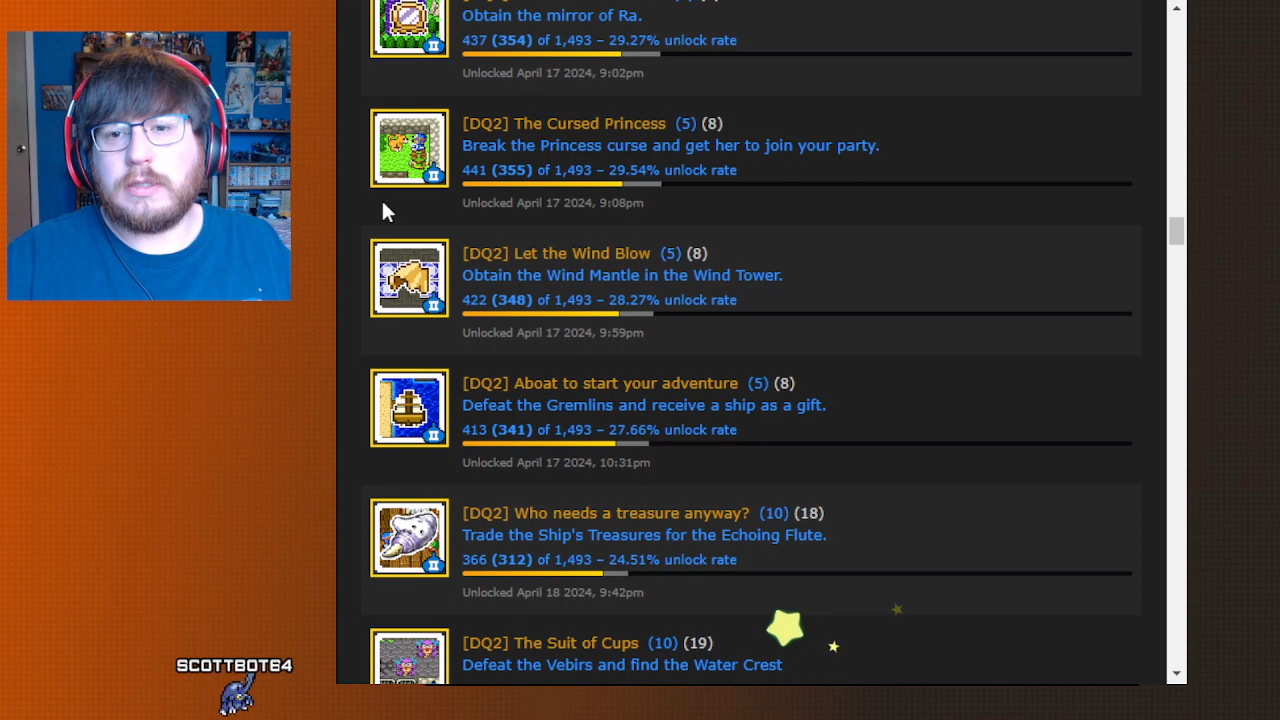 Obtain the mirror of Ra.
437 (354) of 1,493 – 29.27% unlock rate
Unlocked April 17 2024, 9:02pm
[DQ2] The Cursed Princess (5) (8)
Break the Princess curse and get her to join your party.
441 (355) of 1,493 – 29.54% unlock rate
Unlocked April 17 2024, 9:08pm
[DQ2] Let the Wind Blow (5) (8)
Obtain the Wind Mantle in the Wind Tower.
422 (348) of 1,493 – 28.27% unlock rate
Unlocked April 17 2024, 9:59pm
[DQ2] Aboat to start your adventure (5) (8)
Defeat the Gremlins and receive a ship as a gift.
413 (341) of 1,493 – 27.66% unlock rate
Unlocked April 17 2024, 10:31pm
[DQ2] Who needs a treasure anyway? (10) (18)
Trade the Ship's Treasures for the Echoing Flute.
366 (312) of 1,493 – 24.51% unlock rate
Unlocked April 18 2024, 9:42pm
[DQ2] The Suit of Cups (10) (19)
Defeat the Vebirs and find the Water Crest
SCOTTBOT64
II
II
II
II
II